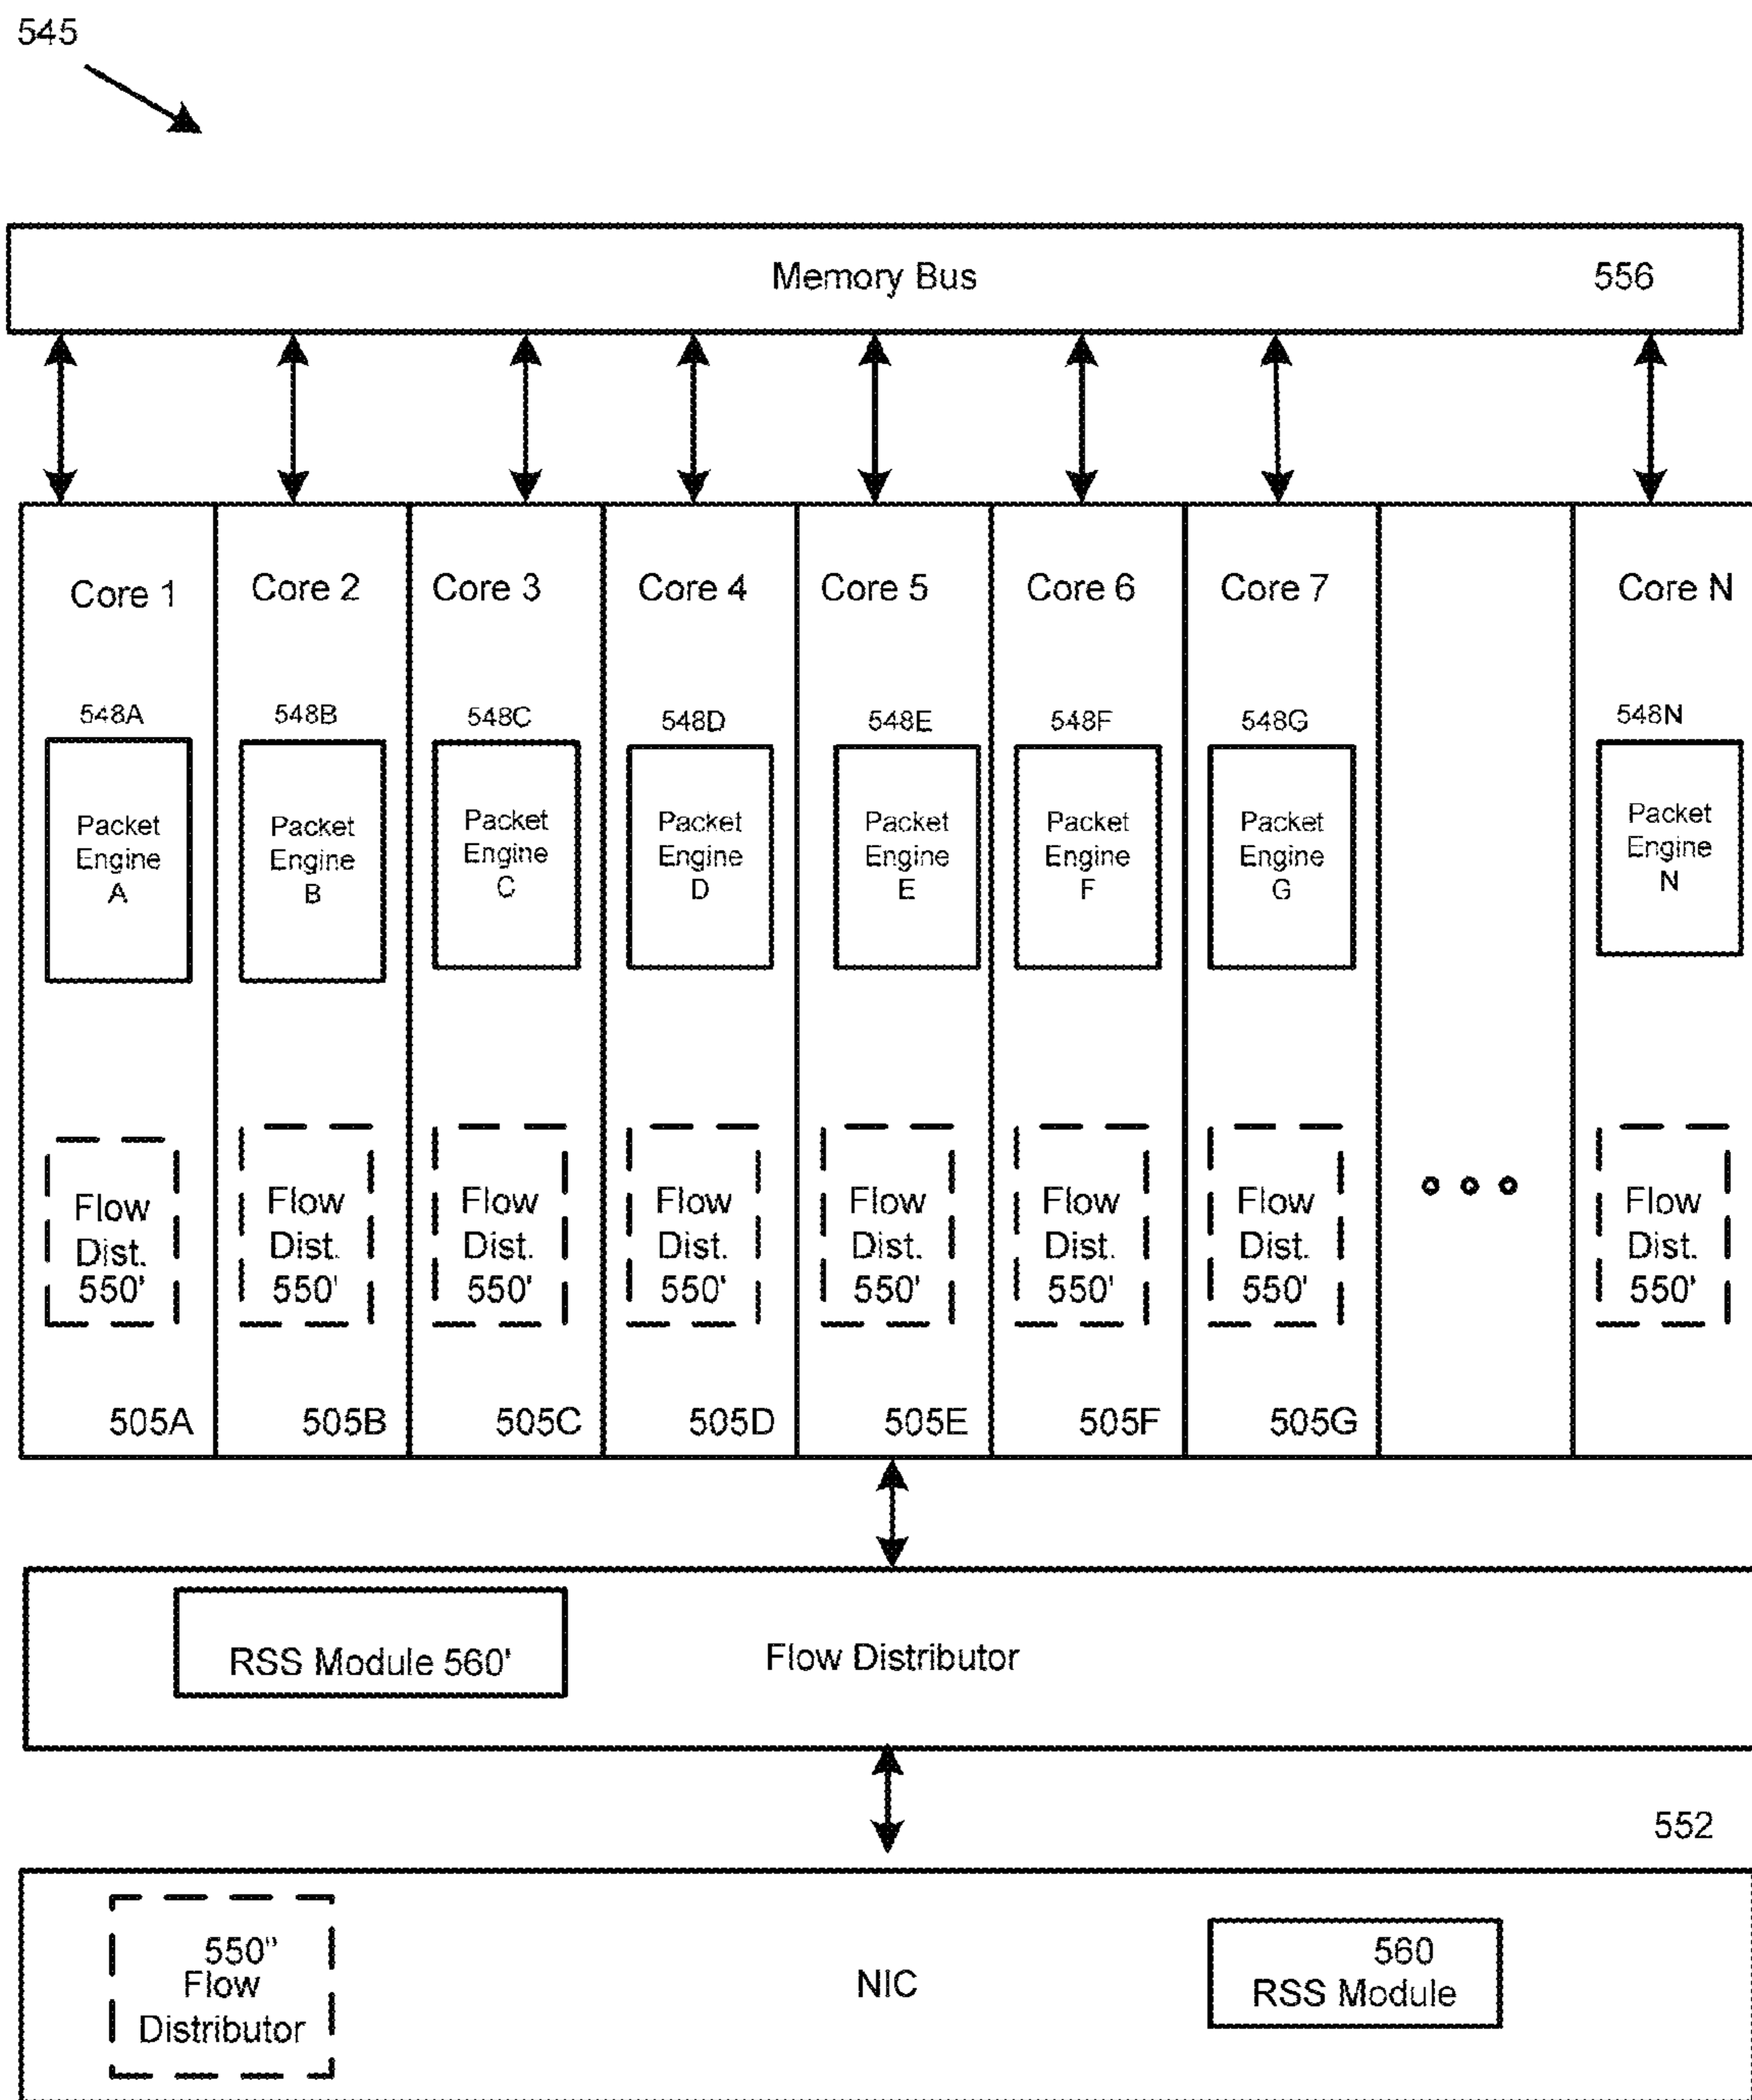 545
Memory Bus 556
Core 1 Core 2 Core 3 Core 4 Core 5 Core 6 Core 7 Core N
548A 548B 548C 548D 548E 548F 548G 548N
Packet Packet Packet Packet Packet Packet Packet Packet
Engine Engine Engine Engine Engine Engine Engine Engine
A B C D E F G N
Flow Flow Flow Flow Flow Flow Flow Flow
Dist. Dist. Dist. Dist. Dist. Dist. Dist. Dist.
550' 550' 550' 550' 550' 550' 550' 550'
505A 505B 505C 505D 505E 505F 505G
RSS Module 560' Flow Distributor
552
550"
Flow
Distributor
NIC
560
RSS Module